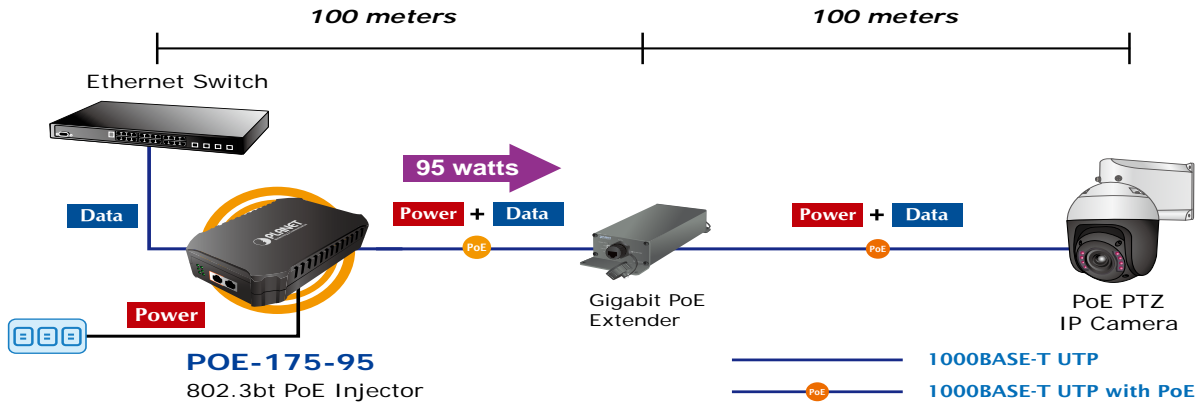 100 meters
100 meters
Ethernet Switch
95 watts
Data
Power + Data
Power + Data
PLANET
PoE
PoE
Power
Gigabit PoE
Extender
PoE PTZ
IP Camera
POE-175-95
802.3bt PoE Injector
1000BASE-T UTP
PoE
1000BASE-T UTP with PoE